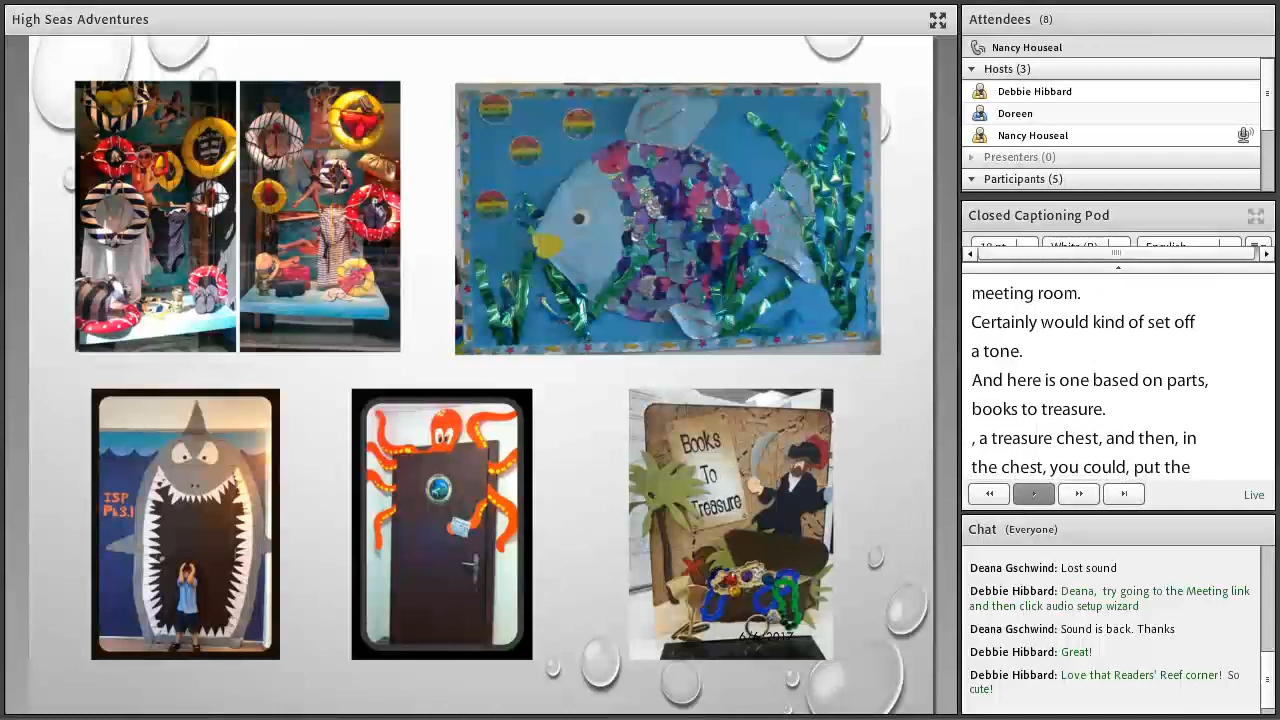 High Seas Adventures
ISP
Books
To
Treasure
6/6/2017
Attendees (8)
Nancy Houseal
Hosts (3)
Debbie Hibbard
Doreen
Nancy Houseal
Presenters (0)
Participants (5)
Closed Captioning Pod
English
meeting room.
Certainly would kind of set off
a tone.
And here is one based on parts,
books to treasure.
, a treasure chest, and then, in
the chest, you could, put the
Live
Chat (Everyone)
Deana Gschwind: Lost sound
Debbie Hibbard: Deana, try going to the Meeting link
and then click audio setup wizard
Deana Gschwind: Sound is back. Thanks
Debbie Hibbard: Great!
Debbie Hibbard: Love that Readers' Reef corner! So
cute!